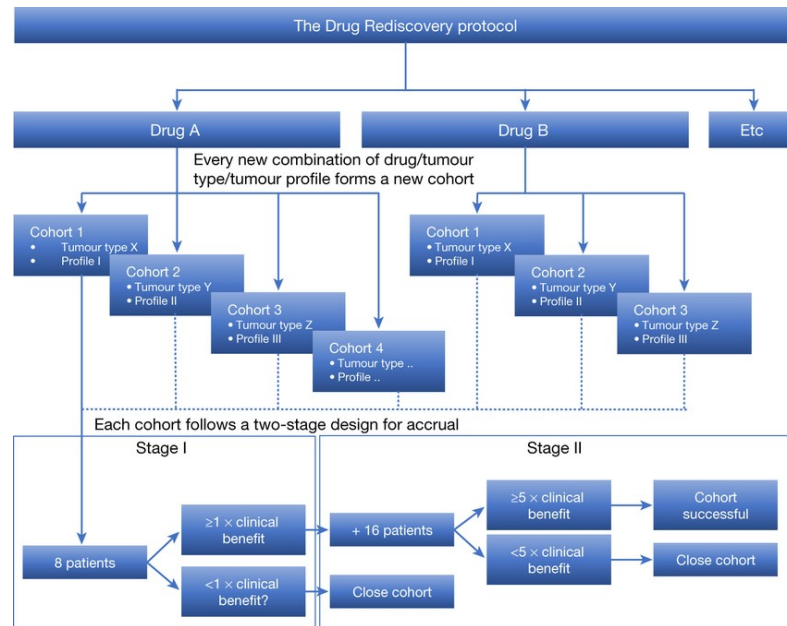 The Drug Rediscovery protocol
Drug A
Drug B
Etc
Every new combination of drug/tumour
type/tumour profile forms a new cohort
Cohort 1
• Tumour type X
• Profile I
Cohort 2
• Tumour type Y
• Profile II
Cohort 3
• Tumour type Z
• Profile III
Cohort 4
• Tumour type ..
• Profile ..
Cohort 1
• Tumour type X
• Profile I
Cohort 2
• Tumour type Y
• Profile II
Cohort 3
• Tumour type Z
• Profile III
Each cohort follows a two-stage design for accrual
Stage I
8 patients
≥1 × clinical
benefit
<1 × clinical
benefit?
Stage II
+ 16 patients
Close cohort
≥5 × clinical
benefit
<5 × clinical
benefit
Cohort
successful
Close cohort